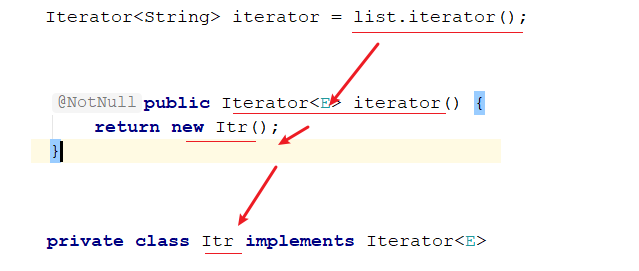 Iterator<String> iterator = list.iterator();
@NotNull public Iterator<E> iterator() {
return new Itr();
}
private class Itr implements Iterator<E>